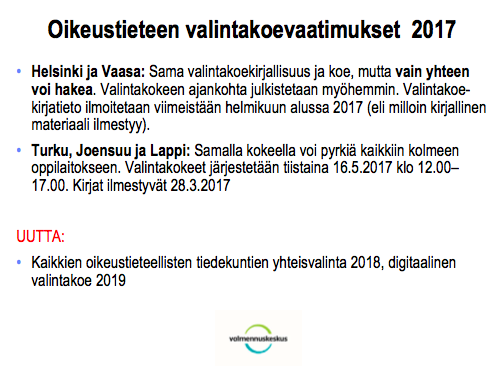 Oikeustieteen valintakoevaatimukset 2017
• Helsinki ja Vaasa: Sama valintakoekirjallisuus ja koe, mutta vain yhteen
voi hakea. Valintakokeen ajankohta julkistetaan myöhemmin. Valintakoe-
kirjatieto ilmoitetaan viimeistään helmikuun alussa 2017 (eli milloin kirjallinen
materiaali ilmestyy).
• Turku, Joensuu ja Lappi: Samalla kokeella voi pyrkiä kaikkiin kolmeen
oppilaitokseen. Valintakokeet järjestetään tiistaina 16.5.2017 klo 12.00–
17.00. Kirjat ilmestyvät 28.3.2017
UUTTA:
• Kaikkien oikeustieteellisten tiedekuntien yhteisvalinta 2018, digitaalinen
valintakoe 2019
valmennuskeskus